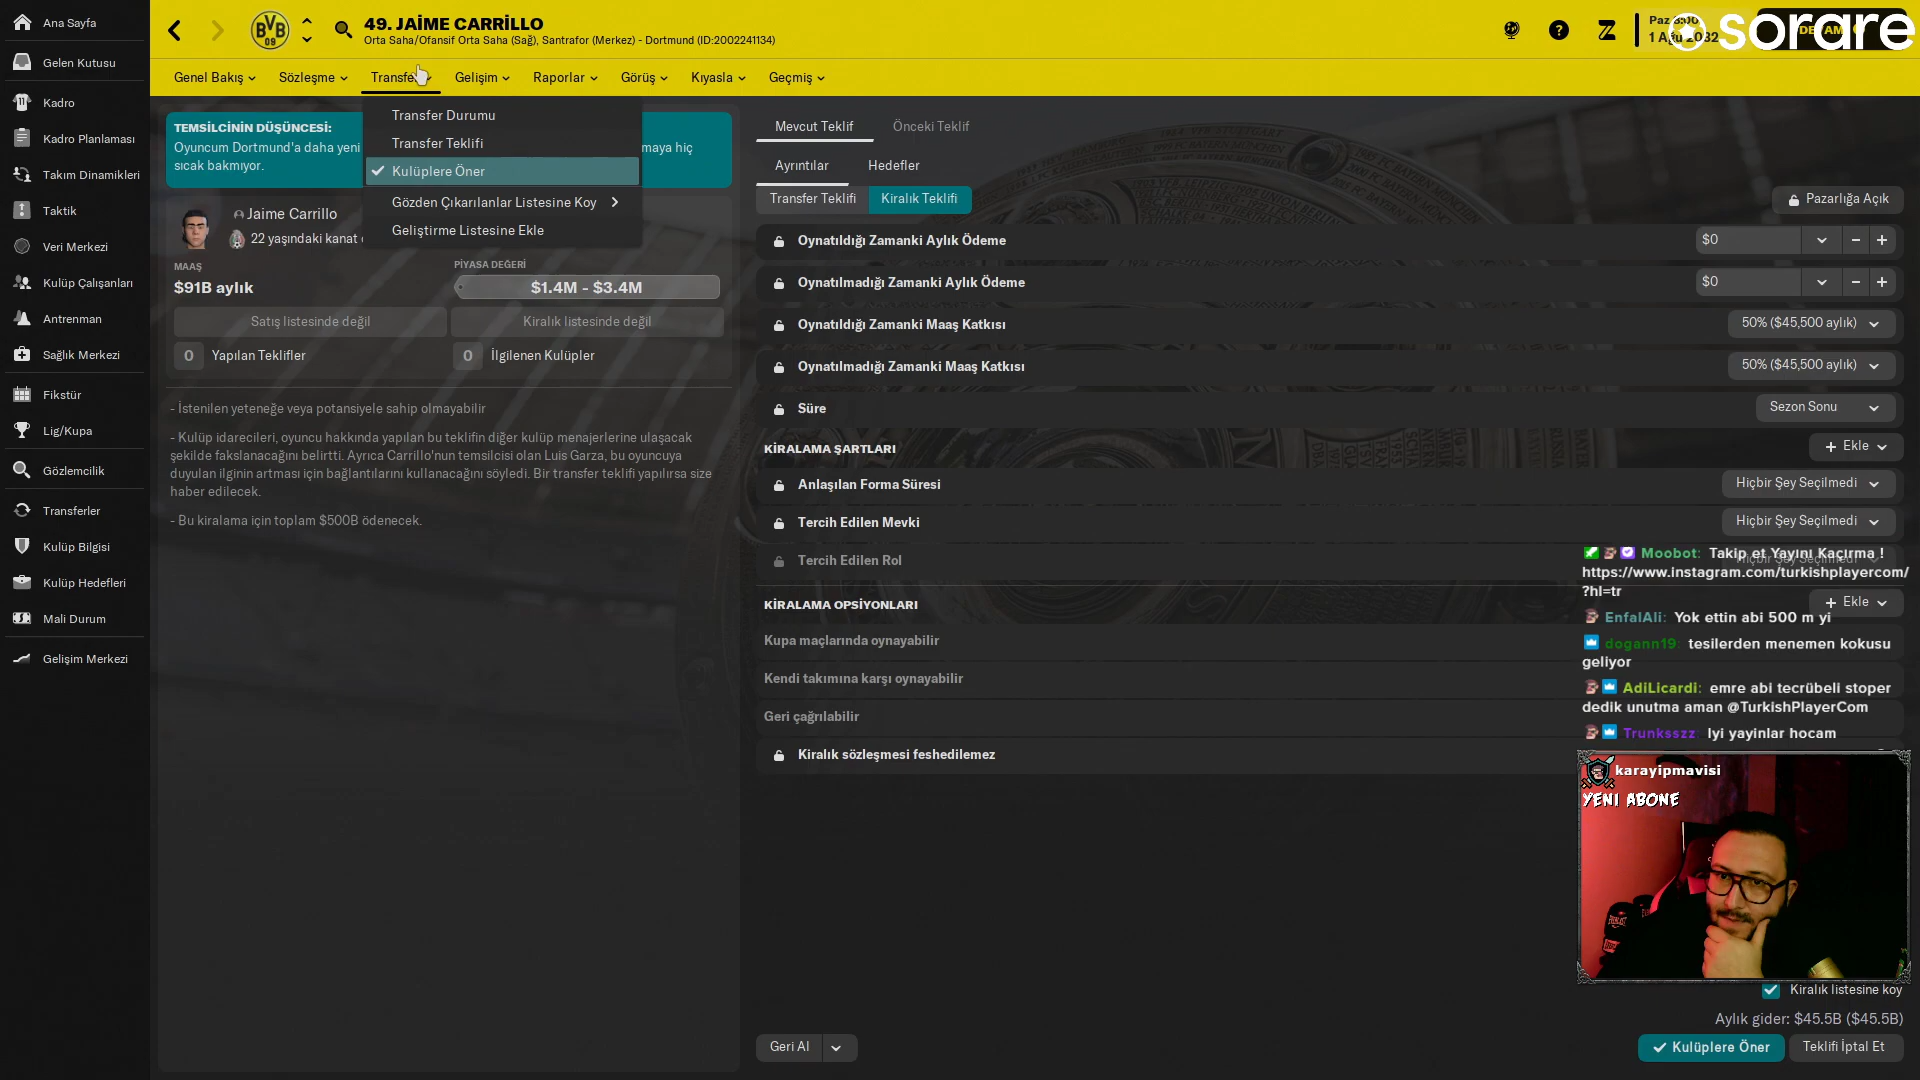 Ana Sayfa
Gelen Kutusu
Kadro
Kadro Planlaması
Takım Dinamikleri
Taktik
Veri Merkezi
Kulüp Çalışanları
Antrenman
Sağlık Merkezi
Fikstür
Lig/Kupa
Gözlemcilik
Transferler
Kulüp Bilgisi
Kulüp Hedefleri
Mali Durum
Gelişim Merkezi
BVB
09
49. JAİME CARRİLLO
Orta Saha/Ofansif Orta Saha (Sağ), Santrafor (Merkez) - Dortmund (ID:2002241134)
sorare
Genel Bakış
Sözleşme
Transfer
Gelişim
Raporlar
Görüş
Kıyasla
Geçmiş
Transfer Durumu
Transfer Teklifi
Kulüplere Öner
Gözden Çıkarılanlar Listesine Koy
Geliştirme Listesine Ekle
TEMSİLCİNİN DÜŞÜNCESİ:
Oyuncum Dortmund'a daha yeni
maya hiç
sıcak bakmıyor.
Jaime Carrillo
22 yaşındaki kanat
MAAŞ
$91B aylık
PİYASA DEĞERİ
$1.4M - $3.4M
Satış listesinde değil
Kiralık listesinde değil
0 Yapılan Teklifler
0 İlgilenen Kulüpler
- İstenilen yeteneğe veya potansiyele sahip olmayabilir
- Kulüp idarecileri, oyuncu hakkında yapılan bu teklifin diğer kulüp menajerlerine ulaşacak
şekilde fakslanacağını belirtti. Ayrıca Carrillo'nun temsilcisi olan Luis Garza, bu oyuncuya
duyulan ilginin artması için bağlantılarını kullanacağını söyledi. Bir transfer teklifi yapılırsa size
haber edilecek.
- Bu kiralama için toplam $500B ödenecek.
Mevcut Teklif
Önceki Teklif
Ayrıntılar
Hedefler
Transfer Teklifi
Kiralık Teklifi
Pazarlığa Açık
Oynatıldığı Zamanki Aylık Ödeme
$0
Oynatılmadığı Zamanki Aylık Ödeme
$0
Oynatıldığı Zamanki Maaş Katkısı
50% ($45,500 aylık)
Oynatılmadığı Zamanki Maaş Katkısı
50% ($45,500 aylık)
Süre
Sezon Sonu
KİRALAMA ŞARTLARI
Ekle
Anlaşılan Forma Süresi
Hiçbir Şey Seçilmedi
Tercih Edilen Mevki
Hiçbir Şey Seçilmedi
Tercih Edilen Rol
Hiçbir Şey Seçilmedi
KİRALAMA OPSİYONLARI
Ekle
Kupa maçlarında oynayabilir
Kendi takımına karşı oynayabilir
Geri çağrılabilir
Kiralık sözleşmesi feshedilemez
Moobot: Takip et Yayını Kaçırma !
https://www.instagram.com/turkishplayercom/
?hl=tr
EnfalAli: Yok ettin abi 500 m yi
dogann19: tesilerden menemen kokusu
geliyor
AdiLicardi: emre abi tecrübeli stoper
dedik unutma aman @TurkishPlayerCom
Trunksszz: Iyi yayinlar hocam
karayipmavisi
YENI ABONE
Kiralık listesine koy
Aylık gider: $45.5B ($45.5B)
Geri Al
Kulüplere Öner
Teklifi İptal Et